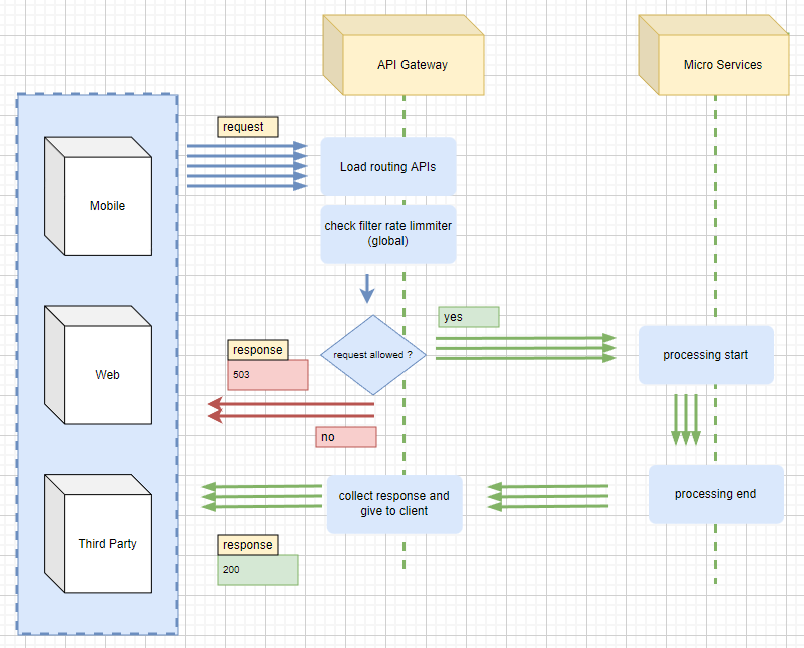 API Gateway
Micro Services
request
Mobile
Load routing APIs
check filter rate limmiter
(global)
yes
response
503
request allowed ?
processing start
Web
no
collect response and
give to client
processing end
Third Party
response
200